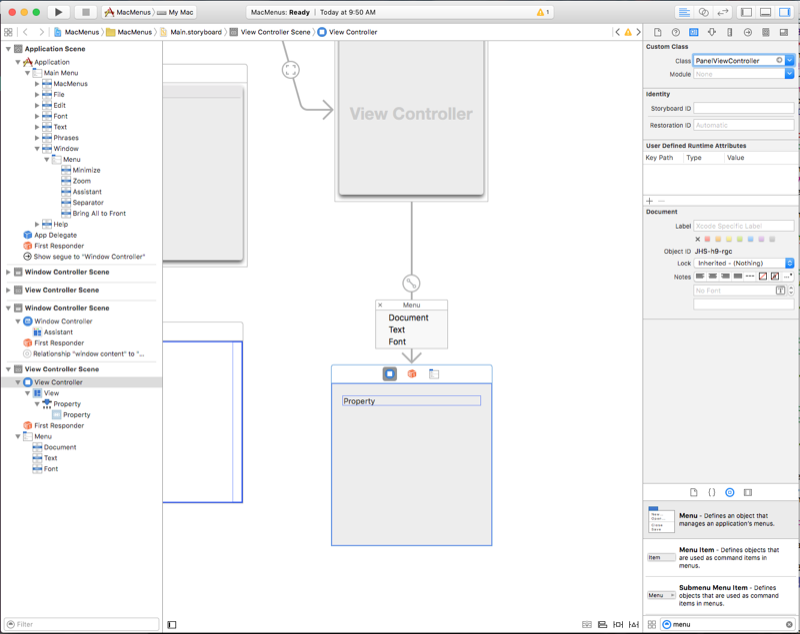 MacMenus My Mac
MacMenus: Ready | Today at 9:50 AM
1
MacMenus MacMenus Main.storyboard View Controller Scene View Controller
Application Scene
Application
Main Menu
MacMenus
File
Edit
Font
Text
Phrases
Window
Menu
Minimize
Zoom
Assistant
Separator
Bring All to Front
Help
App Delegate
First Responder
Show segue to "Window Controller"
Window Controller Scene
View Controller Scene
Window Controller Scene
Window Controller
Assistant
First Responder
Relationship "window content" to "...
View Controller Scene
View Controller
View
Property
Property
First Responder
Menu
Document
Text
Font
Filter
View Controller
Menu
Document
Text
Font
Property
Custom Class
Class PanelViewController
Module None
Identity
Storyboard ID
Restoration ID Automatic
User Defined Runtime Attributes
Key Path Type Value
Document
Label Xcode Specific Label
Object ID JHS-h9-rgc
Lock Inherited - (Nothing)
Notes
No Font
Menu - Defines an object that
manages an application's menus.
Item
Menu Item - Defines objects that
are used as command items in
menus.
Menu
Submenu Menu Item - Defines
objects that are used as command
items in menus.
menu